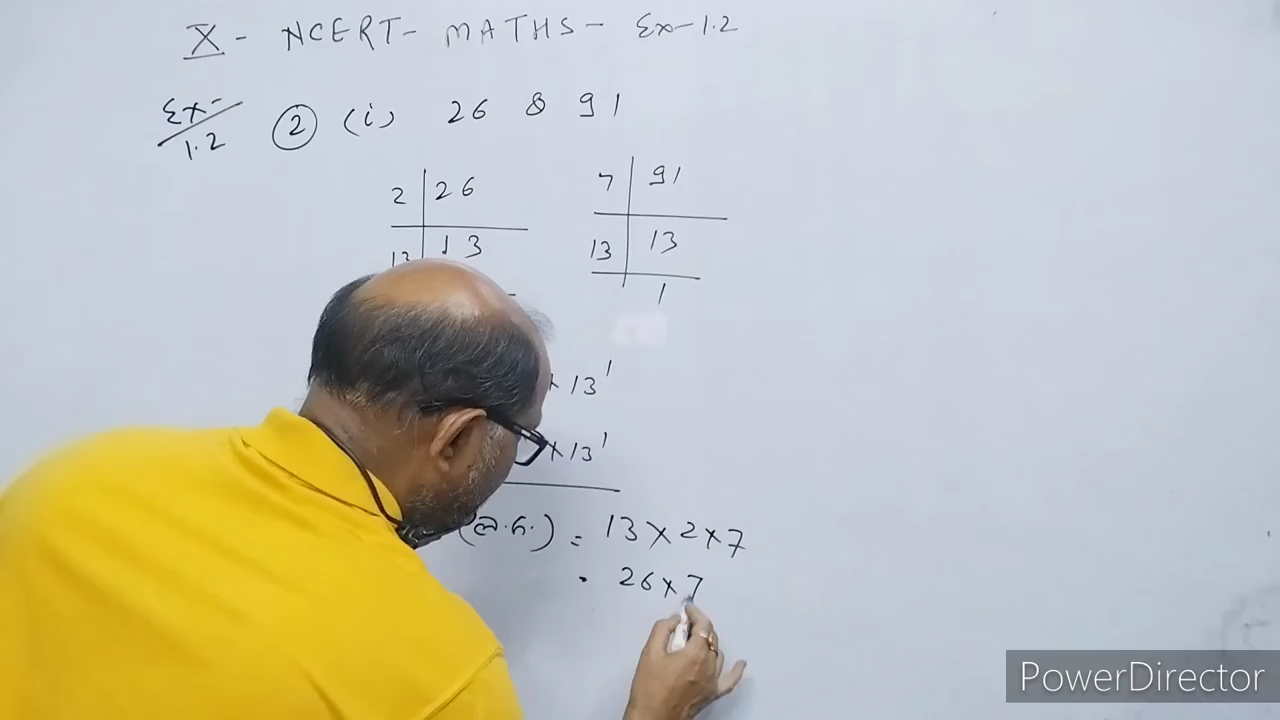 X - NCERT - MATHS - Ex-1.2
Ex-
1.2 ② (i) 26 & 91
2 26 7 91
13 13 13
1
× 13¹
× 13¹
= 13 × 2 × 7
26 × 7
PowerDirector